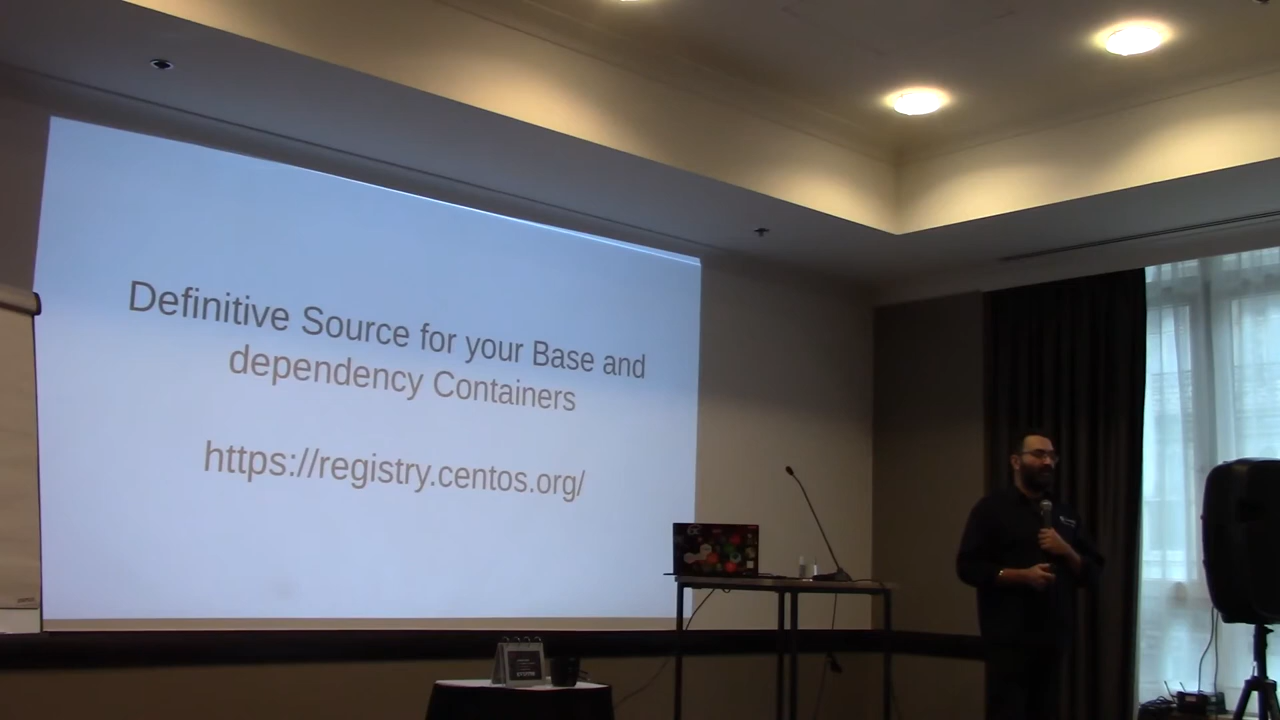 Definitive Source for your Base and
dependency Containers
https://registry.centos.org/